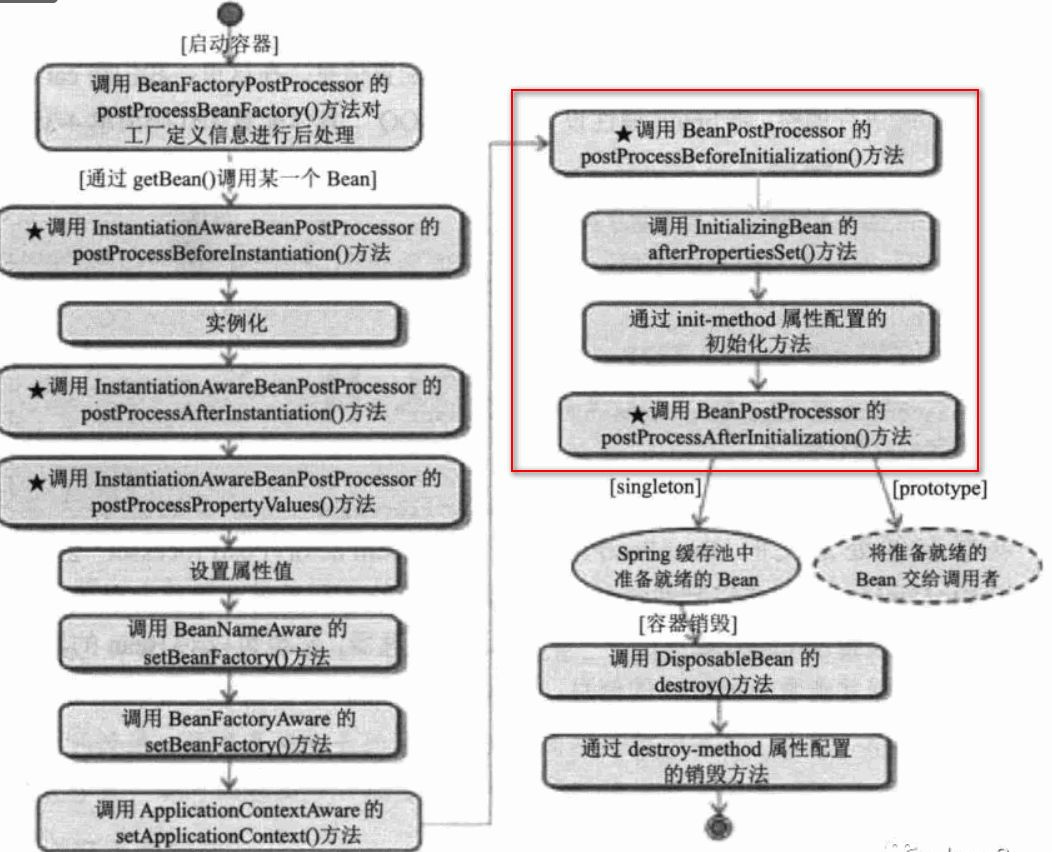 [启动容器]
调用 BeanFactoryPostProcessor 的
postProcessBeanFactory()方法对
工厂定义信息进行后处理
[通过 getBean()调用某一个 Bean]
★调用 InstantiationAwareBeanPostProcessor 的
postProcessBeforeInstantiation()方法
实例化
★调用 InstantiationAwareBeanPostProcessor 的
postProcessAfterInstantiation()方法
★调用 InstantiationAwareBeanPostProcessor 的
postProcessPropertyValues()方法
设置属性值
调用 BeanNameAware 的
setBeanFactory()方法
调用 BeanFactoryAware 的
setBeanFactory()方法
调用 ApplicationContextAware 的
setApplicationContext()方法
★调用 BeanPostProcessor 的
postProcessBeforeInitialization()方法
调用 InitializingBean 的
afterPropertiesSet()方法
通过 init-method 属性配置的
初始化方法
★调用 BeanPostProcessor 的
postProcessAfterInitialization()方法
[singleton]
[prototype]
Spring 缓存池中
准备就绪的 Bean
将准备就绪的
Bean 交给调用者
[容器销毁]
调用 DisposableBean 的
destroy()方法
通过 destroy-method 属性配置
的销毁方法